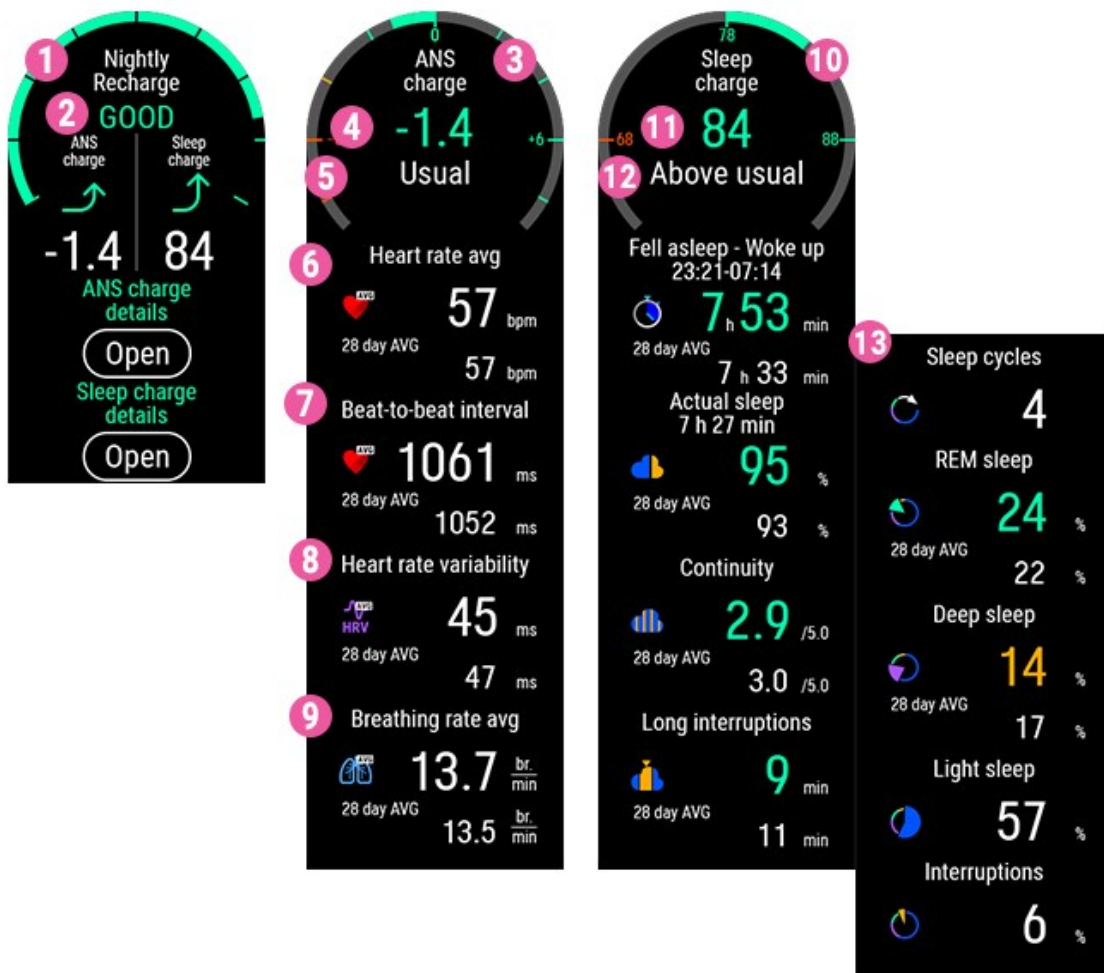 1
Nightly
Recharge
2
GOOD
ANS
charge
Sleep
charge
-1.4
84
ANS charge
details
Open
Sleep charge
details
Open
0
3
ANS
charge
4
-1.4
+6
5
Usual
6
Heart rate avg
AVG
57 bpm
28 day AVG
57 bpm
7
Beat-to-beat interval
AVG
1061 ms
28 day AVG
1052 ms
8
Heart rate variability
AVG
HRV
45 ms
28 day AVG
47 ms
9
Breathing rate avg
AVG
13.7 br.
min
28 day AVG
13.5 br.
min
78
10
Sleep
charge
68
11
84
88
12
Above usual
Fell asleep - Woke up
23:21-07:14
7 h 53 min
28 day AVG
7 h 33 min
Actual sleep
7 h 27 min
95 %
28 day AVG
93 %
Continuity
2.9 /5.0
28 day AVG
3.0 /5.0
Long interruptions
9 min
28 day AVG
11 min
13
Sleep cycles
4
REM sleep
24 %
28 day AVG
22 %
Deep sleep
14 %
28 day AVG
17 %
Light sleep
57 %
Interruptions
6 %